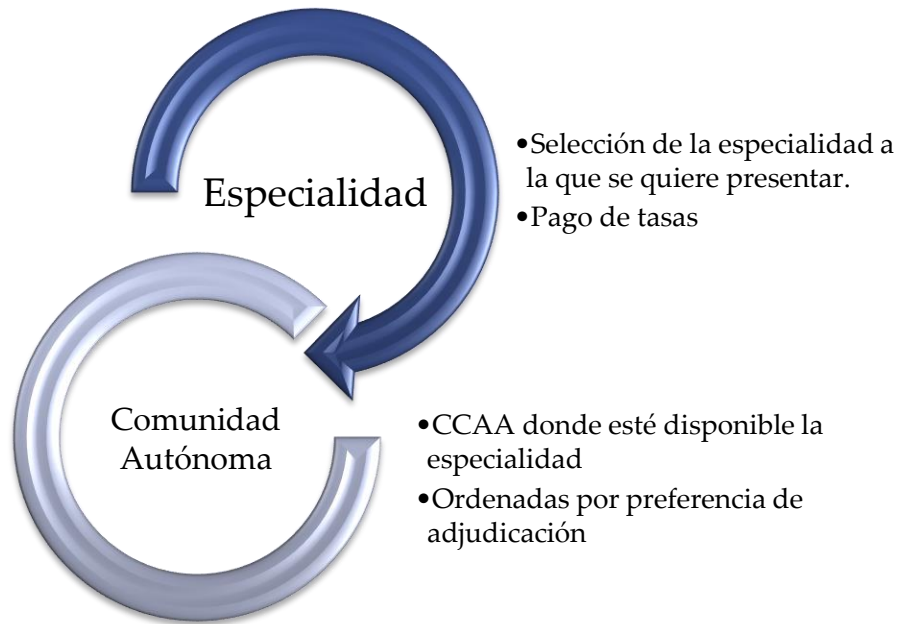 Especialidad
•Selección de la especialidad a
la que se quiere presentar.
•Pago de tasas
Comunidad
Autónoma
•CCAA donde esté disponible la
especialidad
•Ordenadas por preferencia de
adjudicación